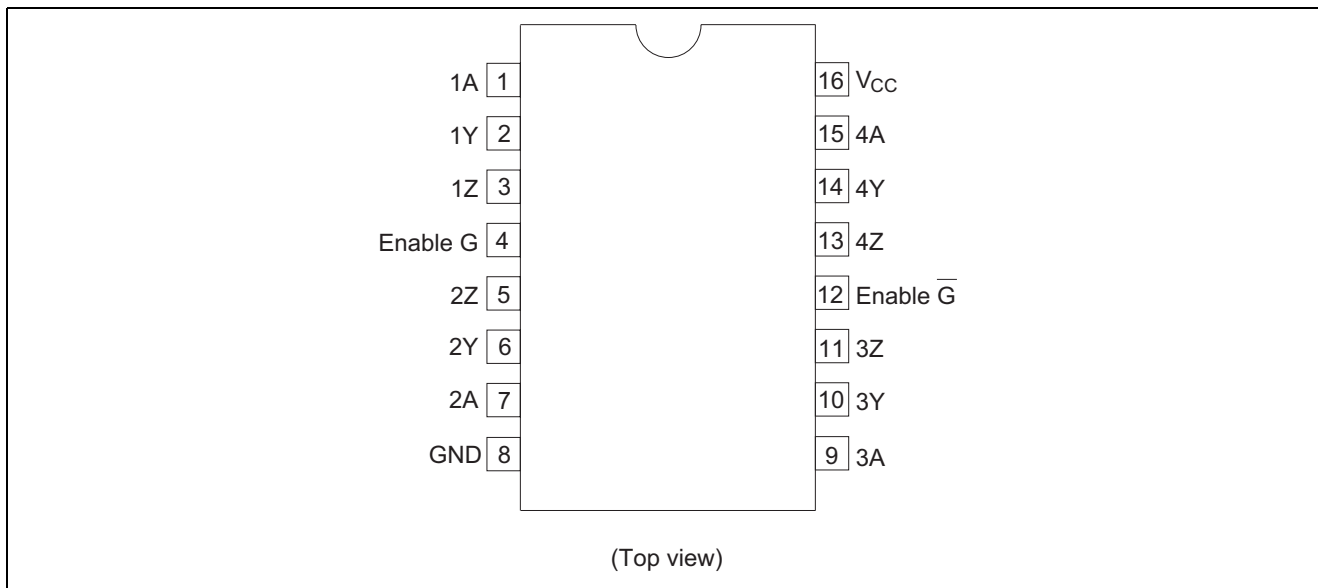 1A 1 16 VCC
1Y 2 15 4A
1Z 3 14 4Y
Enable G 4 13 4Z
2Z 5 12 Enable G̅
2Y 6 11 3Z
2A 7 10 3Y
GND 8 9 3A
(Top view)